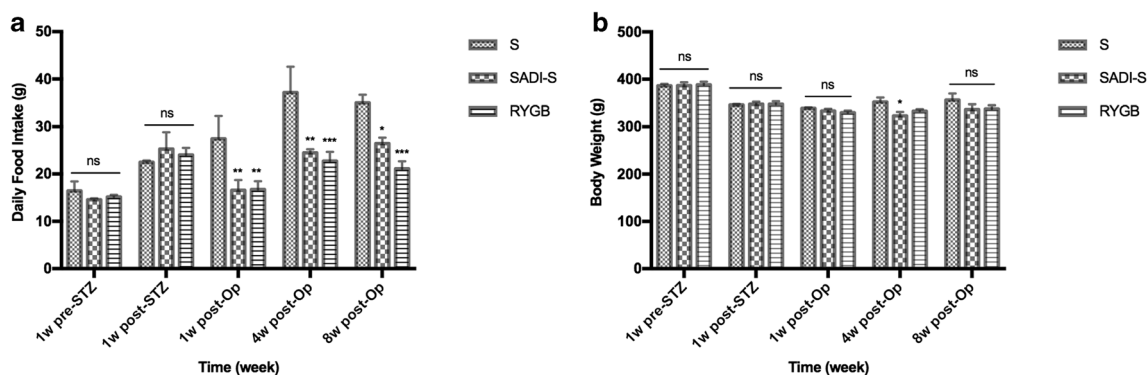 a
50
40
30
20
10
0
Daily Food Intake (g)
ns
ns
**
**
**
***
*
***
1w pre-STZ
1w post-STZ
1w post-Op
4w post-Op
8w post-Op
Time (week)
S
SADI-S
RYGB
b
500
400
300
200
100
0
Body Weight (g)
ns
ns
ns
*
ns
1w pre-STZ
1w post-STZ
1w post-Op
4w post-Op
8w post-Op
Time (week)
S
SADI-S
RYGB